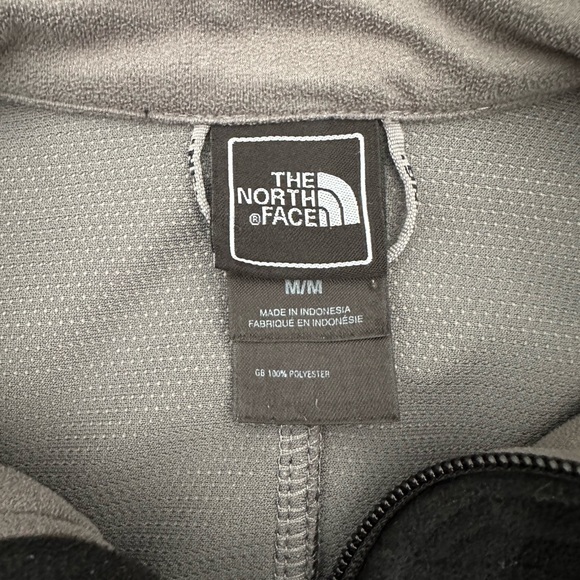 THE
NORTH
®FACE
M/M
MADE IN INDONESIA
FABRIQUÉ EN INDONÉSIE
GB 100% POLYESTER